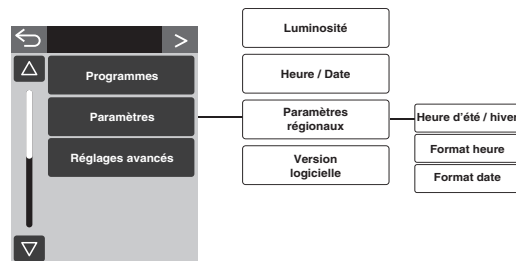 Programmes
Paramètres
Réglages avancés
Luminosité
Heure / Date
Paramètres
régionaux
Version
logicielle
Heure d'été / hiver
Format heure
Format date